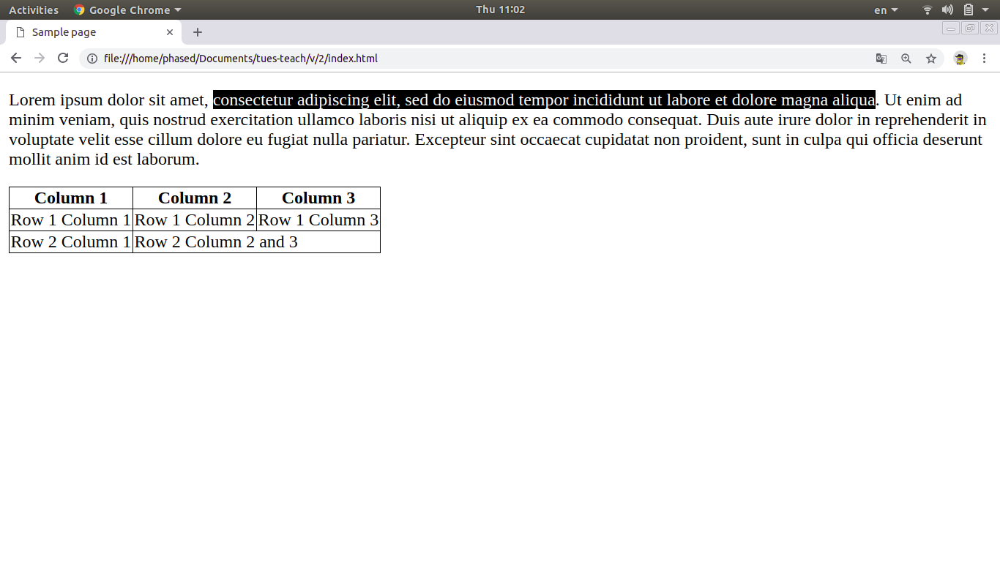 Activities Google Chrome Thu 11:02 en
Sample page
file:///home/phased/Documents/tues-teach/v/2/index.html
Lorem ipsum dolor sit amet, consectetur adipiscing elit, sed do eiusmod tempor incididunt ut labore et dolore magna aliqua. Ut enim ad
minim veniam, quis nostrud exercitation ullamco laboris nisi ut aliquip ex ea commodo consequat. Duis aute irure dolor in reprehenderit in
voluptate velit esse cillum dolore eu fugiat nulla pariatur. Excepteur sint occaecat cupidatat non proident, sunt in culpa qui officia deserunt
mollit anim id est laborum.
Column 1 Column 2 Column 3
Row 1 Column 1 Row 1 Column 2 Row 1 Column 3
Row 2 Column 1 Row 2 Column 2 and 3